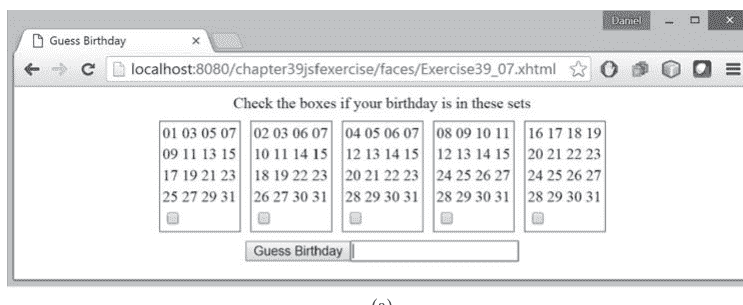 Daniel
Guess Birthday
localhost:8080/chapter39jsfexercise/faces/Exercise39_07.xhtml
Check the boxes if your birthday is in these sets
01 03 05 07 02 03 06 07 04 05 06 07 08 09 10 11 16 17 18 19
09 11 13 15 10 11 14 15 12 13 14 15 12 13 14 15 20 21 22 23
17 19 21 23 18 19 22 23 20 21 22 23 24 25 26 27 24 25 26 27
25 27 29 31 26 27 30 31 28 29 30 31 28 29 30 31 28 29 30 31
Guess Birthday
(a)